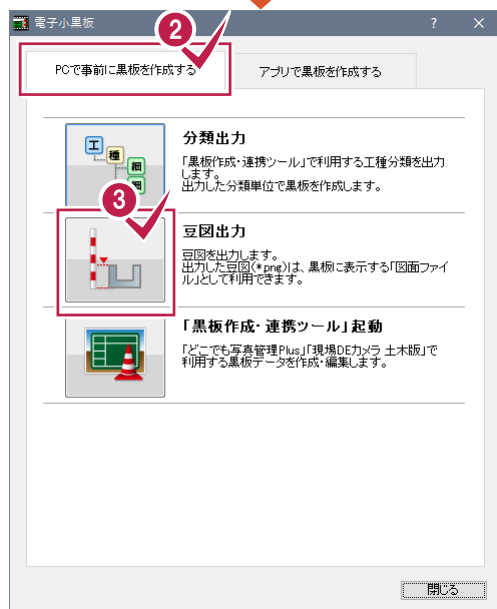 電子小黒板
2
PCで事前に黒板を作成する
アプリで黒板を作成する
工
種
細
細
分類出力
「黒板作成・連携ツール」で利用する工種分類を出力
します。
出力した分類単位で黒板を作成します。
3
豆図出力
豆図を出力します。
出力した豆図(*png)は、黒板に表示する「図面ファイ
ル」として利用できます。
「黒板作成・連携ツール」起動
「どこでも写真管理Plus」「現場DEカメラ 土木版」で
利用する黒板データを作成・編集します。
閉じる